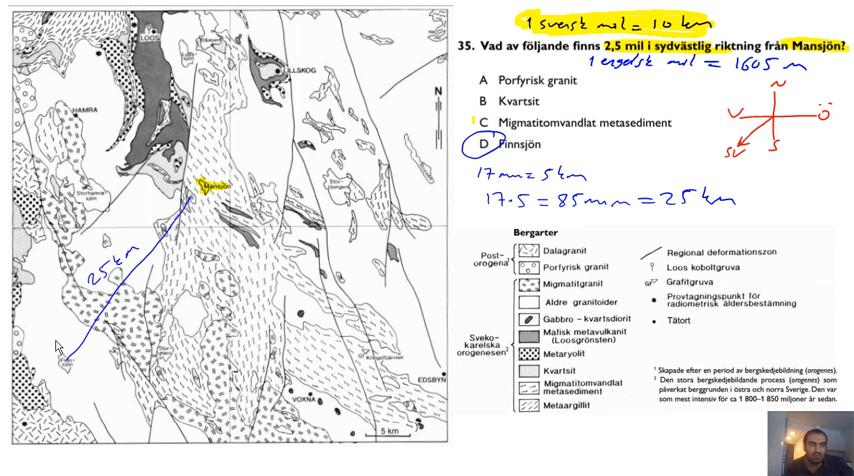 1 svensk mil = 10 km
35. Vad av följande finns 2,5 mil i sydvästlig riktning från Mansjön?
1 engelsk mil = 1605 m
A Porfyrisk granit
B Kvartsit
C Migmatitomvandlat metasediment
D Finnsjön
N
V
Ö
SV
S
17 mm = 5 km
17·5 = 85 mm = 25 km
LOOS
LILLSKOG
HAMRA
N
Mansjön
25 km
VOXNA
EDSBYN
5 km
Bergarter
Post-
orogena¹
Dalagranit
Porfyrisk granit
Sveko-
karelska
orogenesen²
Migmatitgranit
Äldre granitoider
Gabbro – kvartsdiorit
Mafisk metavulkanit
(Loosgrönsten)
Metaryolit
Kvartsit
Migmatitomvandlat
metasediment
Metaargillit
Regional deformationszon
Loos koboltgruva
Grafitgruva
Provtagningspunkt för
radiometrisk åldersbestämning
Tätort
¹ Skapade efter en period av bergskedjebildning (orogenes).
² Den stora bergskedjebildande process (orogenes) som
påverkat berggrunden i östra och norra Sverige. Den var
som mest intensiv för ca 1 800–1 850 miljoner år sedan.